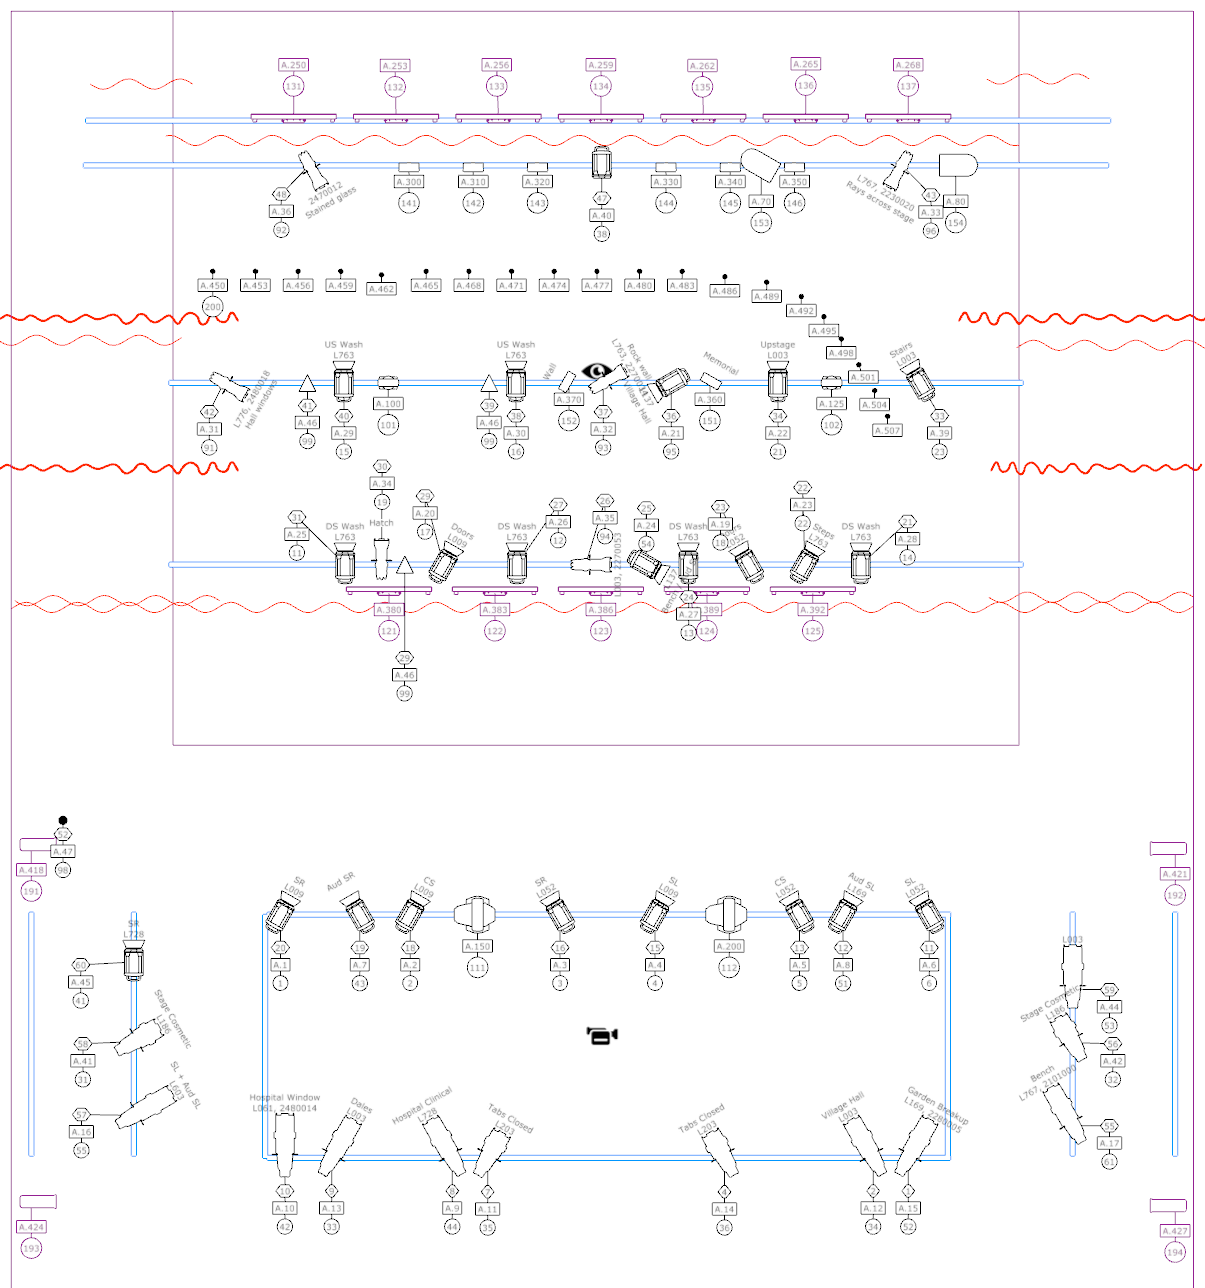 A.250
A.253
A.256
A.259
A.262
A.265
A.268
131
132
133
134
135
136
137
2470012
Stained glass
L767, 2230020
Rays across stage
48
A.36
92
A.300
141
A.310
142
A.320
143
47
A.40
38
A.330
144
A.340
145
A.70
153
A.350
146
43
A.33
96
A.80
154
A.450
A.453
A.456
A.459
A.462
A.465
A.468
A.471
A.474
A.477
A.480
A.483
A.486
A.489
A.492
A.495
A.498
A.501
A.504
A.507
200
L776, 2480018
Hall windows
42
A.31
91
41
A.46
99
US Wash
L763
40
A.29
15
A.100
101
39
A.46
99
US Wash
L763
38
A.30
16
Wall
A.370
152
Rock wall
Village Hall
37
A.32
93
36
A.21
95
Memorial
A.360
151
Upstage
L003
34
A.22
21
A.125
102
Stairs
L003
33
A.39
23
31
A.25
11
DS Wash
L763
30
A.34
19
Hatch
29
A.20
17
Doors
L009
27
A.26
12
DS Wash
L763
26
A.35
94
L003, 2270053
25
A.24
54
DS Wash
L763
24
A.27
13
23
A.19
18
L052
22
A.23
22
Steps
L763
DS Wash
L763
21
A.28
14
A.380
121
A.383
122
A.386
123
389
124
A.392
125
29
A.46
99
52
A.47
98
A.418
191
A.421
192
SR
L009
20
A.1
1
Aud SR
19
A.7
43
CS
L009
18
A.2
2
A.150
111
SR
L052
16
A.3
3
SL
L009
15
A.4
4
A.200
112
CS
L052
13
A.5
5
Aud SL
L169
12
A.8
51
SL
L052
11
A.6
6
SR
L728
60
A.45
41
Stage Cosmetic
L186
58
A.41
31
SL + Aud SL
L603
57
A.16
55
L003
59
A.44
53
Stage Cosmetic
L186
56
A.42
32
Bench
L767, 2101000
55
A.17
61
Hospital Window
L061, 2480014
10
A.10
42
Dales
L003
9
A.13
33
Hospital Clinical
L728
8
A.9
44
Tabs Closed
L203
7
A.11
35
Tabs Closed
L203
4
A.14
36
Village Hall
L003
2
A.12
34
Garden Breakup
L169, 2280005
1
A.15
52
A.424
193
A.427
194